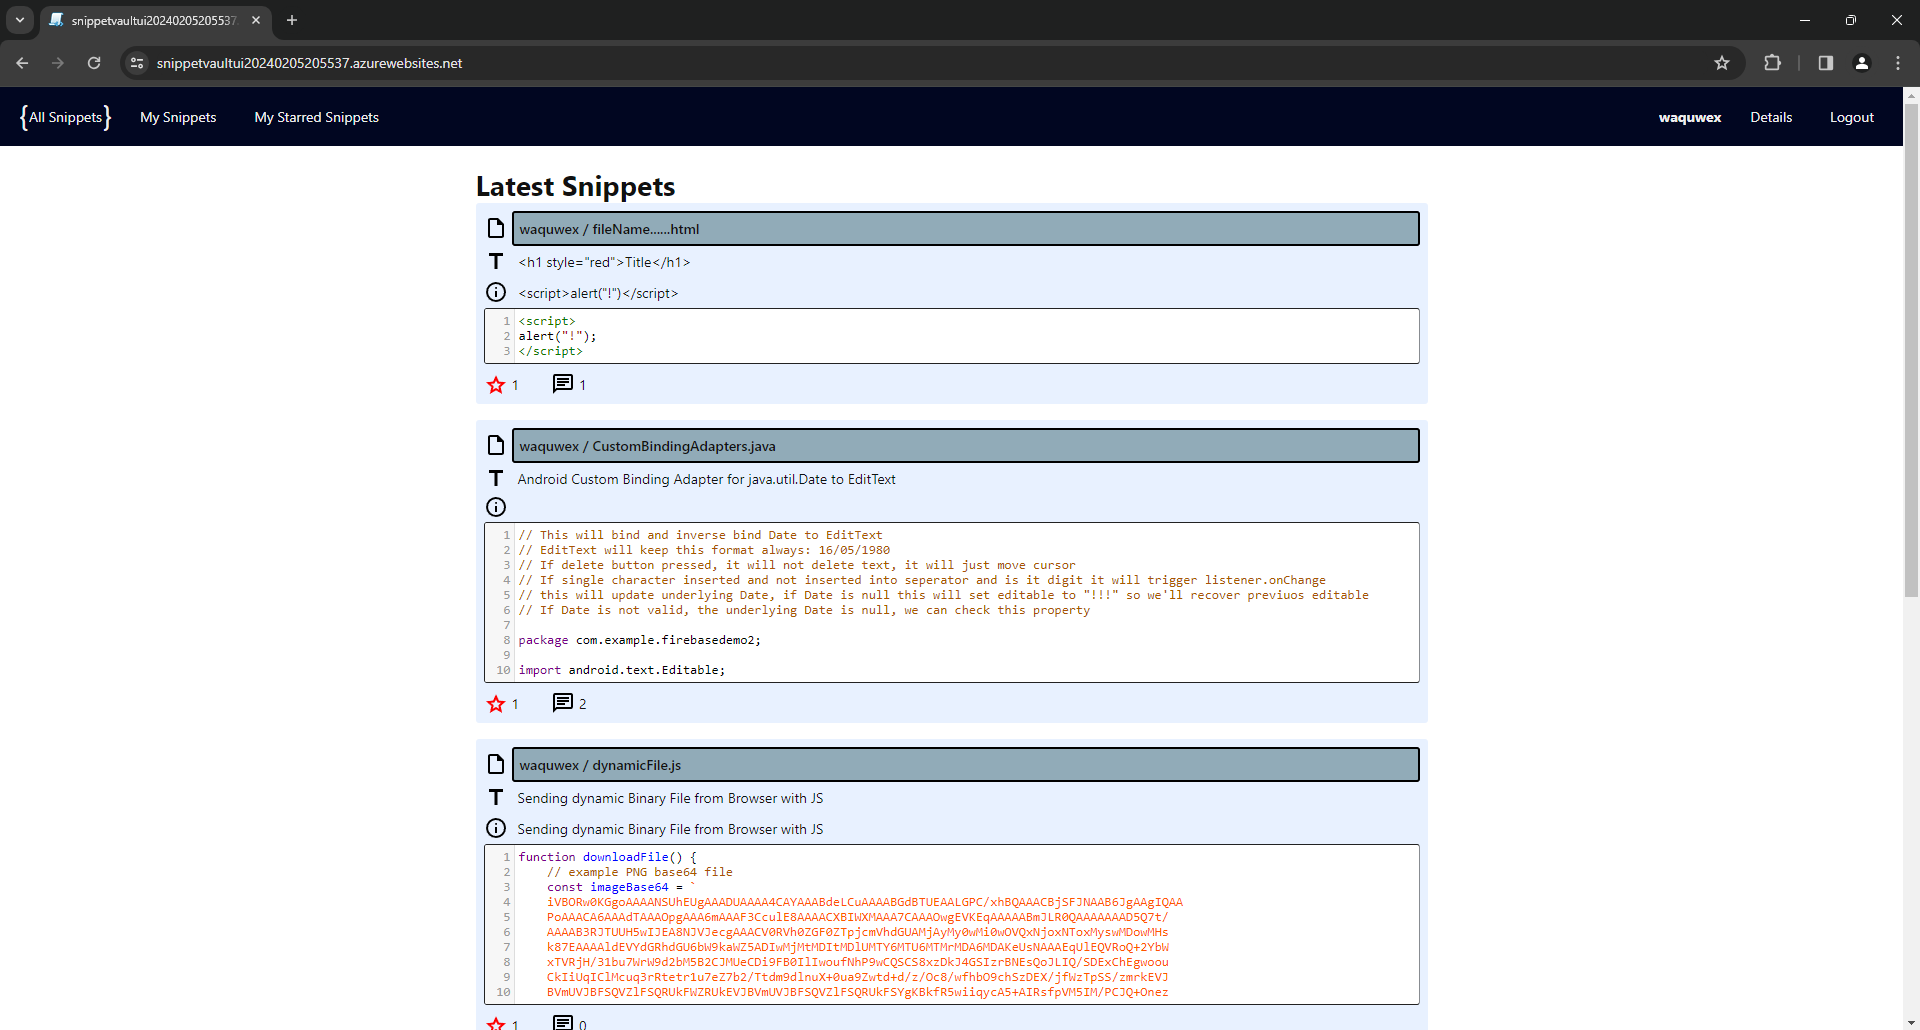 snippetvaultui20240205205537.
snippetvaultui20240205205537.azurewebsites.net
{All Snippets} My Snippets My Starred Snippets waquwex Details Logout
Latest Snippets
waquwex / fileName......html
<h1 style="red">Title</h1>
<script>alert("!")</script>
1 <script>
2 alert("!");
3 </script>
1 1
waquwex / CustomBindingAdapters.java
Android Custom Binding Adapter for java.util.Date to EditText
1 // This will bind and inverse bind Date to EditText
2 // EditText will keep this format always: 16/05/1980
3 // If delete button pressed, it will not delete text, it will just move cursor
4 // If single character inserted and not inserted into seperator and is it digit it will trigger listener.onChange
5 // this will update underlying Date, if Date is null this will set editable to "!!!" so we'll recover previuos editable
6 // If Date is not valid, the underlying Date is null, we can check this property
7
8 package com.example.firebasedemo2;
9
10 import android.text.Editable;
1 2
waquwex / dynamicFile.js
Sending dynamic Binary File from Browser with JS
Sending dynamic Binary File from Browser with JS
1 function downloadFile() {
2 // example PNG base64 file
3 const imageBase64 = `
4 iVBORw0KGgoAAAANSUhEUgAAADUAAAA4CAYAAABdeLCuAAAABGdBTUEAALGPC/xhBQAAACBjSFJNAAB6JgAAgIQAA
5 PoAAACA6AAAdTAAAOpgAAA6mAAAF3CculE8AAAACXBIWXMAAA7CAAAOwgEVKEqAAAAABmJLR0QAAAAAAAD5Q7t/
6 AAAAB3RJTUUH5wIJEA8NJVJecgAAACV0RVh0ZGF0ZTpjcmVhdGUAMjAyMy0wMi0wOVQxNjoxNToxMyswMDowMHs
7 k87EAAAAldEVYdGRhdGU6bW9kaWZ5ADIwMjMtMDItMDlUMTY6MTU6MTMrMDA6MDAKeUsNAAAEqUlEQVRoQ+2YbW
8 xTVRjH/31bu7WrW9d2bM5B2CJMUeCDi9FB0IlIwoufNhP9wCQSCS8xzDkJ4GSIzrBNEsQoJLIQ/SDExChEgwoou
9 CkIiUqIClMcuq3rRtetr1u7eZ7b2/Ttdm9dlnuX+0ua9Zwtd+d/z/Oc8/wfhbO9chSzDEX/jfWzTpSS/zmrkEVJ
10 BVmUVJBFSQVZlFSQRUkFWZRUkEVJBVmUVJBFSQVZlFSQRUkFSYgKBkfR5wiiqycA5+AIRsfpVM5IM/PCJQ+Onez
1 0